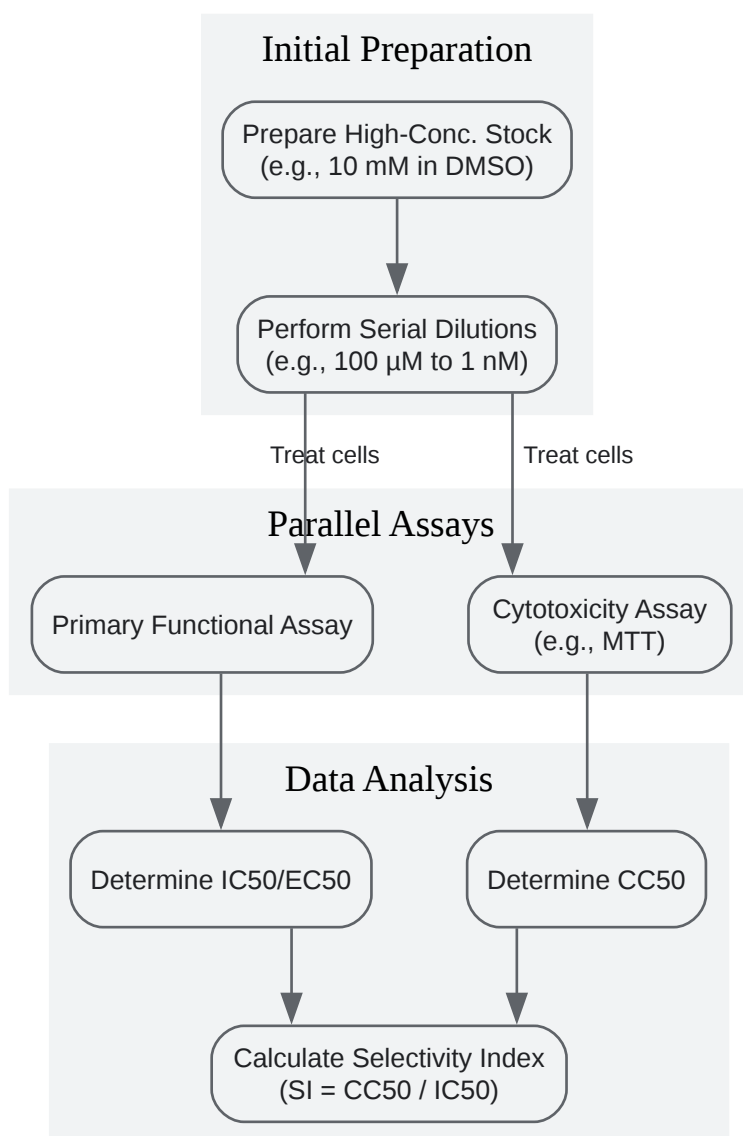 Initial Preparation
Prepare High-Conc. Stock
(e.g., 10 mM in DMSO)
Perform Serial Dilutions
(e.g., 100 µM to 1 nM)
Treat cells
Treat cells
Parallel Assays
Primary Functional Assay
Cytotoxicity Assay
(e.g., MTT)
Data Analysis
Determine IC50/EC50
Determine CC50
Calculate Selectivity Index
(SI = CC50 / IC50)